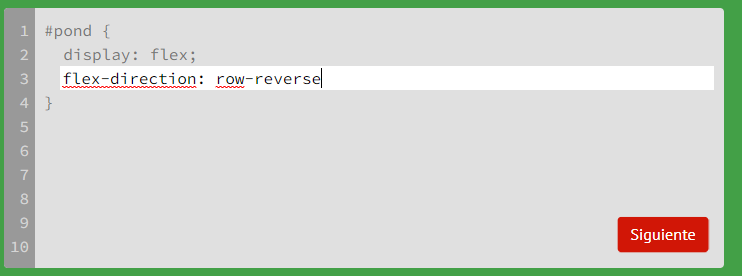 1 #pond {
2 display: flex;
3 flex-direction: row-reverse
4 }
5
6
7
8
9
10
Siguiente